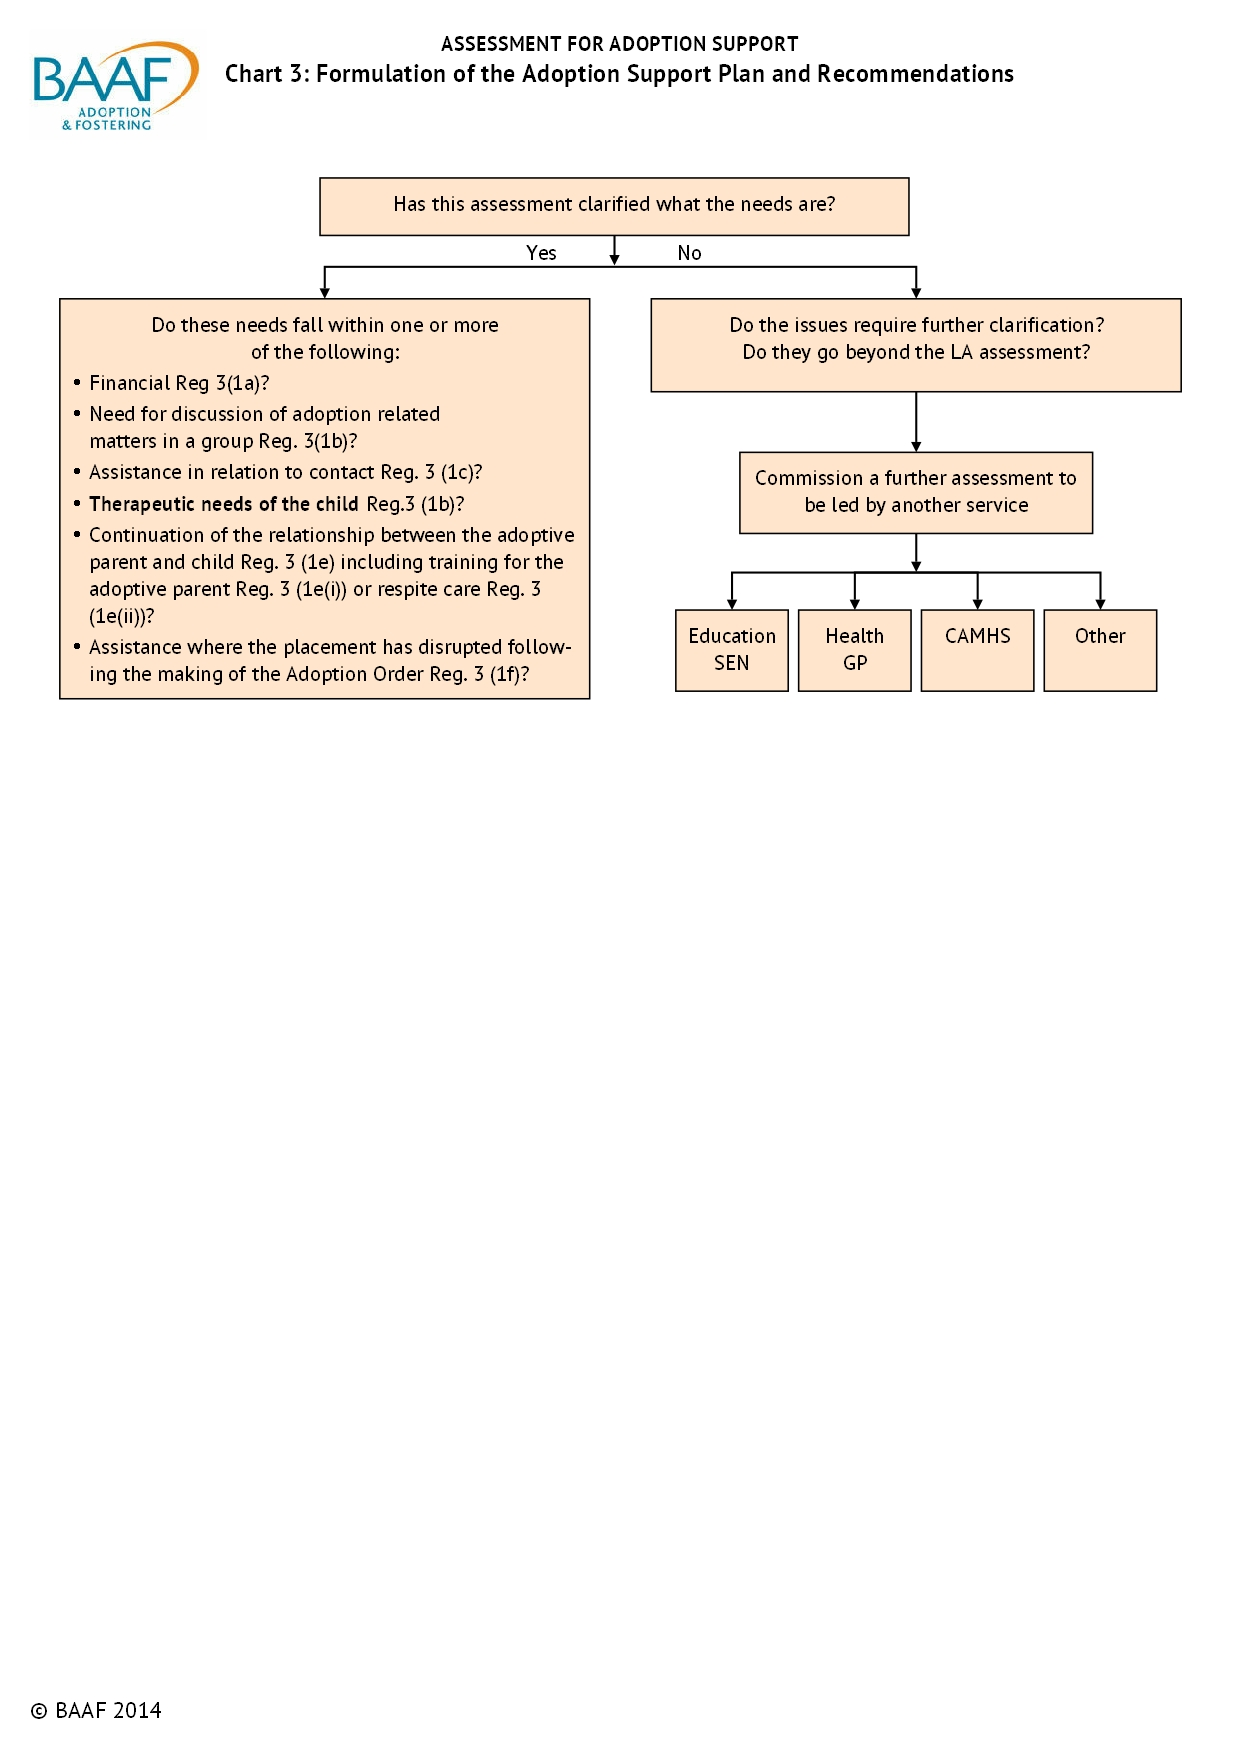 BAAF
ADOPTION
& FOSTERING
ASSESSMENT FOR ADOPTION SUPPORT
Chart 3: Formulation of the Adoption Support Plan and Recommendations
Has this assessment clarified what the needs are?
Yes
No
Do these needs fall within one or more
of the following:
• Financial Reg 3(1a)?
• Need for discussion of adoption related
matters in a group Reg. 3(1b)?
• Assistance in relation to contact Reg. 3 (1c)?
• Therapeutic needs of the child Reg.3 (1b)?
• Continuation of the relationship between the adoptive
parent and child Reg. 3 (1e) including training for the
adoptive parent Reg. 3 (1e(i)) or respite care Reg. 3
(1e(ii))?
• Assistance where the placement has disrupted follow-
ing the making of the Adoption Order Reg. 3 (1f)?
Do the issues require further clarification?
Do they go beyond the LA assessment?
Commission a further assessment to
be led by another service
Education
SEN
Health
GP
CAMHS
Other
© BAAF 2014